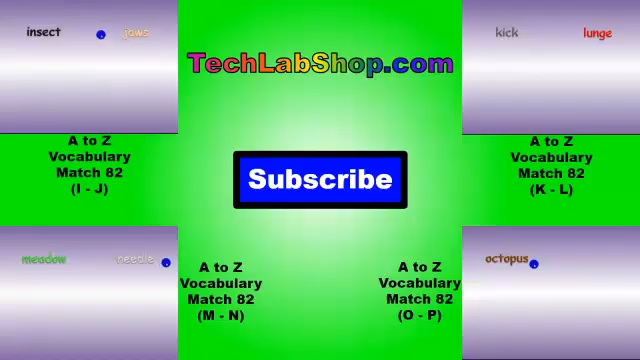 insect jaws
kick lunge
TechLabShop.com
A to Z
Vocabulary
Match 82
(I - J)
Subscribe
A to Z
Vocabulary
Match 82
(K - L)
meadow needle
octopus
A to Z
Vocabulary
Match 82
(M - N)
A to Z
Vocabulary
Match 82
(O - P)